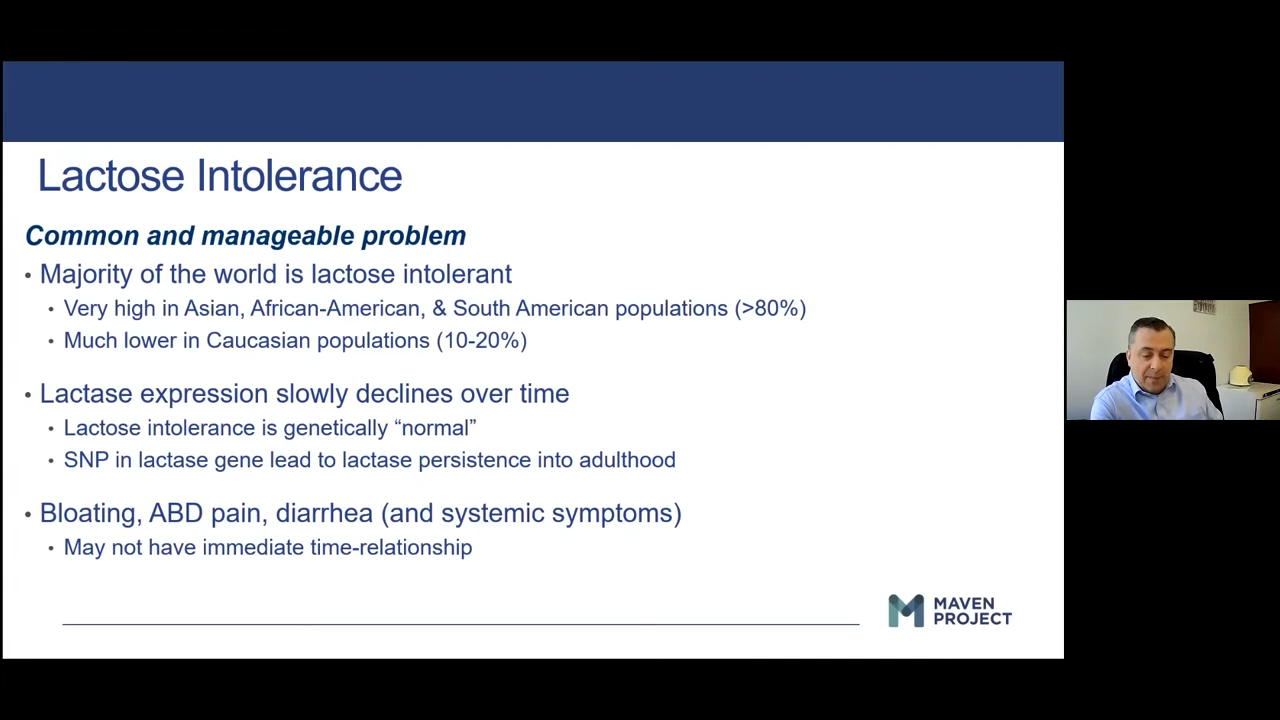 Lactose Intolerance
Common and manageable problem
• Majority of the world is lactose intolerant
• Very high in Asian, African-American, & South American populations (>80%)
• Much lower in Caucasian populations (10-20%)
• Lactase expression slowly declines over time
• Lactose intolerance is genetically “normal”
• SNP in lactase gene lead to lactase persistence into adulthood
• Bloating, ABD pain, diarrhea (and systemic symptoms)
• May not have immediate time-relationship
MAVEN
PROJECT